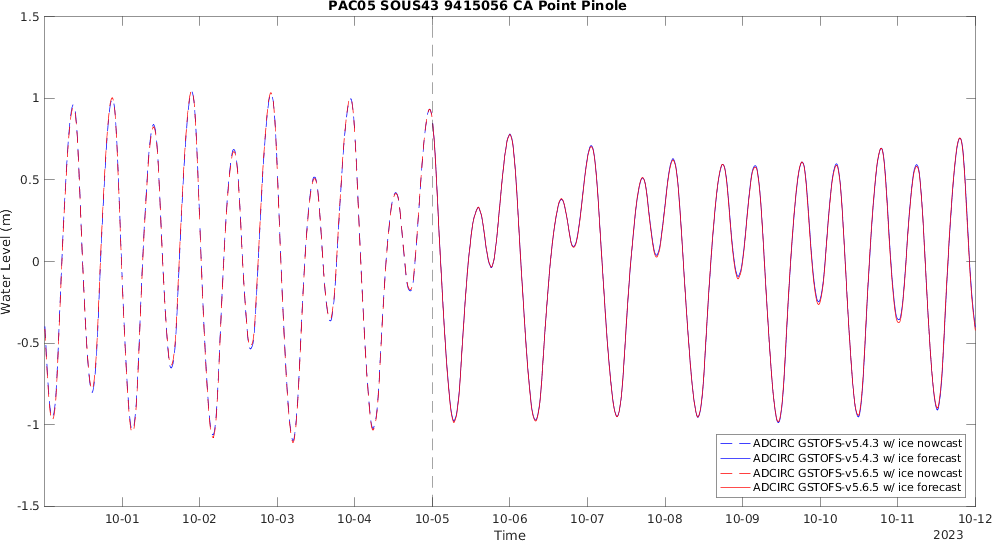 PAC05 SOUS43 9415056 CA Point Pinole
1.5
1
0.5
0
-0.5
-1
-1.5
Water Level (m)
10-01 10-02 10-03 10-04 10-05 10-06 10-07 10-08 10-09 10-10 10-11 10-12
Time
2023
ADCIRC GSTOFS-v5.4.3 w/ ice nowcast
ADCIRC GSTOFS-v5.4.3 w/ ice forecast
ADCIRC GSTOFS-v5.6.5 w/ ice nowcast
ADCIRC GSTOFS-v5.6.5 w/ ice forecast